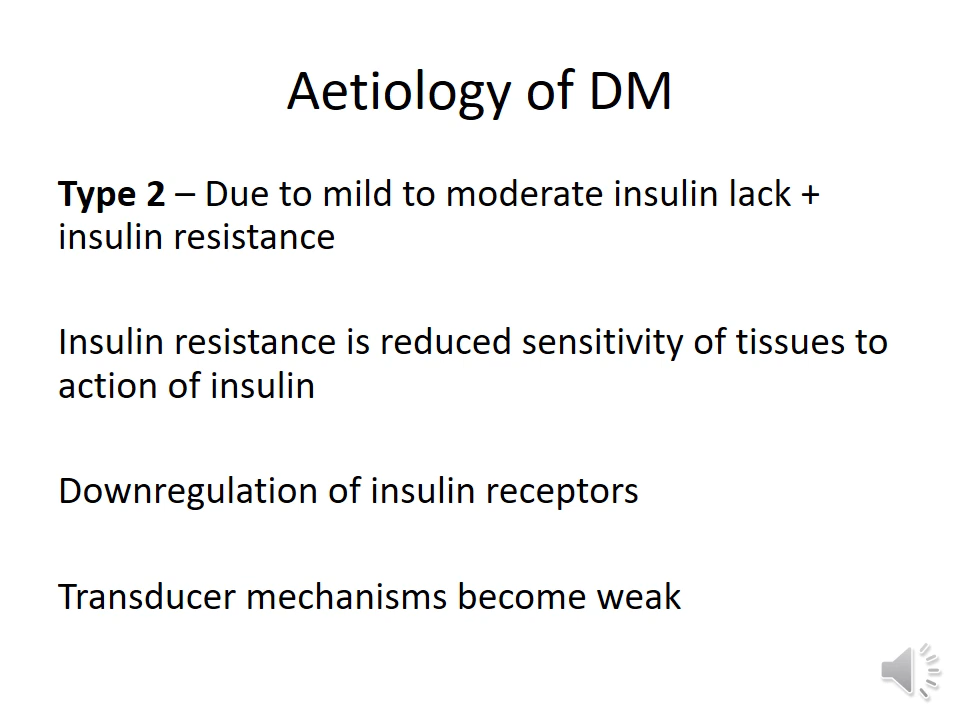 Aetiology of DM
Type 2 – Due to mild to moderate insulin lack +
insulin resistance
Insulin resistance is reduced sensitivity of tissues to
action of insulin
Downregulation of insulin receptors
Transducer mechanisms become weak